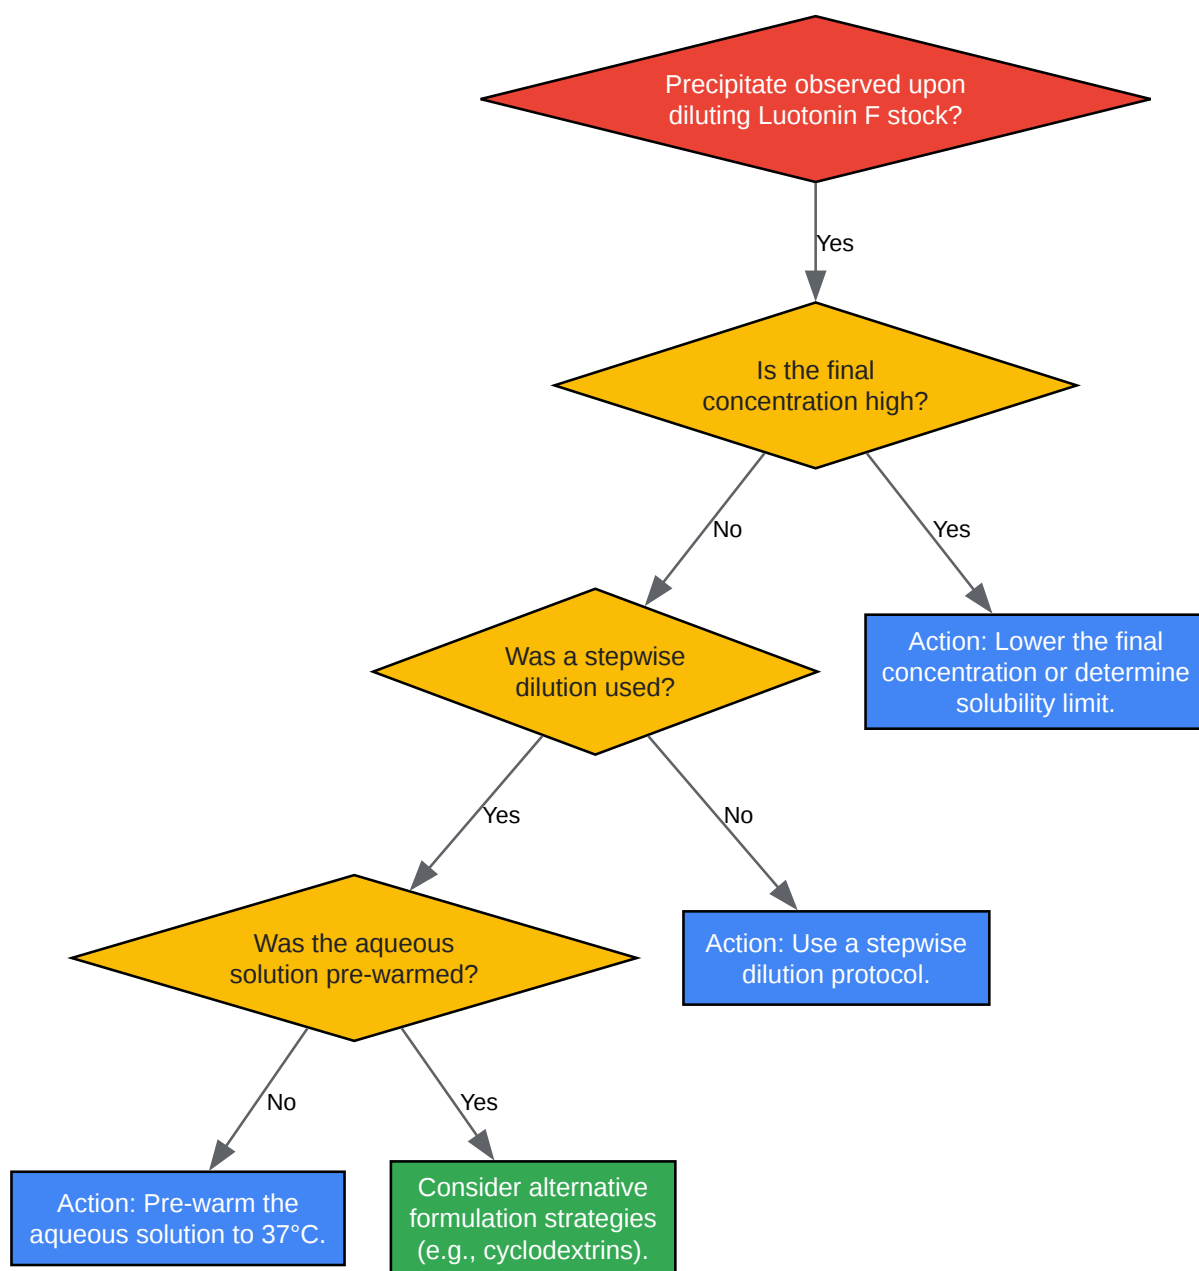 Precipitate observed upon
diluting Luotonin F stock?
Yes
Is the final
concentration high?
No
Yes
Was a stepwise
dilution used?
Action: Lower the final
concentration or determine
solubility limit.
Yes
No
Was the aqueous
solution pre-warmed?
Action: Use a stepwise
dilution protocol.
No
Yes
Action: Pre-warm the
aqueous solution to 37°C.
Consider alternative
formulation strategies
(e.g., cyclodextrins).